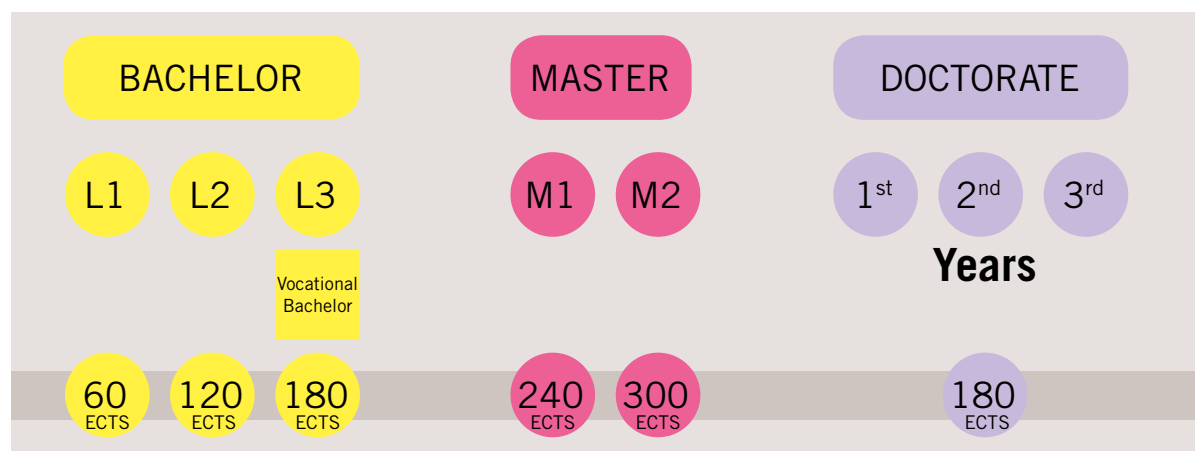 BACHELOR MASTER DOCTORATE
L1 L2 L3 M1 M2 1st 2nd 3rd
Years
Vocational
Bachelor
60 120 180 240 300 180
ECTS ECTS ECTS ECTS ECTS ECTS